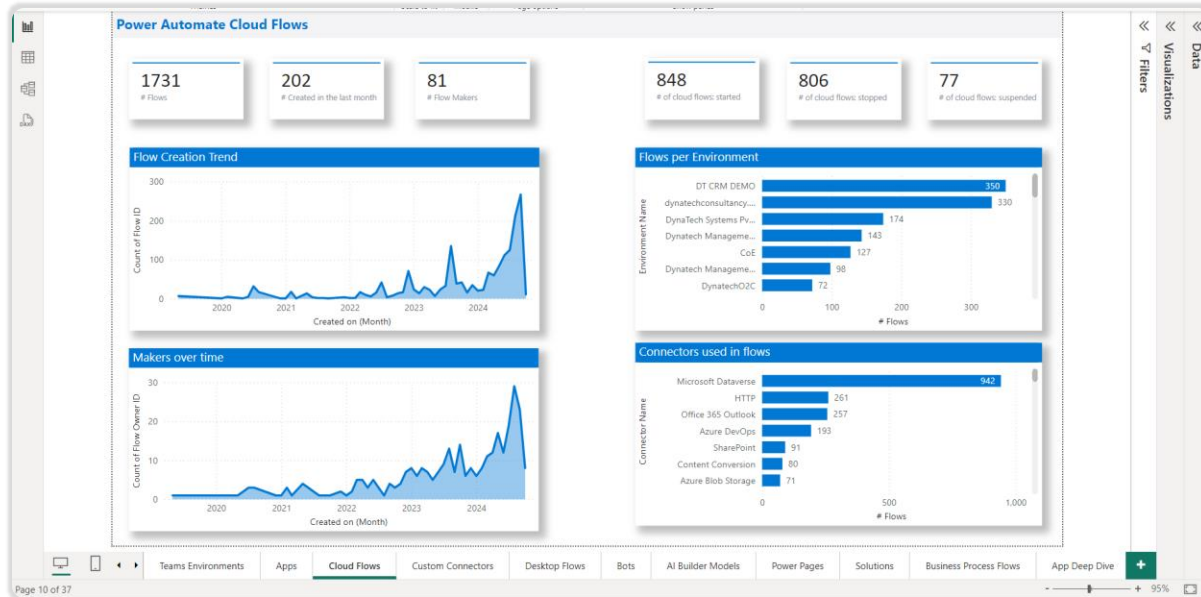 Power Automate Cloud Flows
1731
# Flows
202
# Created in the last month
81
# Flow Makers
848
# of cloud flows: started
806
# of cloud flows: stopped
77
# of cloud flows: suspended
Flow Creation Trend
Count of Flow ID
300
200
100
0
2020 2021 2022 2023 2024
Created on (Month)
Flows per Environment
Environment Name
DT CRM DEMO 350
dynatechconsultancy.... 330
DynaTech Systems Pv... 174
Dynatech Manageme... 143
CoE 127
Dynatech Manageme... 98
DynatechO2C 72
0 100 200 300
# Flows
Makers over time
Count of Flow Owner ID
30
20
10
0
2020 2021 2022 2023 2024
Created on (Month)
Connectors used in flows
Connector Name
Microsoft Dataverse 942
HTTP 261
Office 365 Outlook 257
Azure DevOps 193
SharePoint 91
Content Conversion 80
Azure Blob Storage 71
0 500 1,000
# Flows
Filters
Visualizations
Data
Teams Environments Apps Cloud Flows Custom Connectors Desktop Flows Bots AI Builder Models Power Pages Solutions Business Process Flows App Deep Dive +
Page 10 of 37
- + 95%